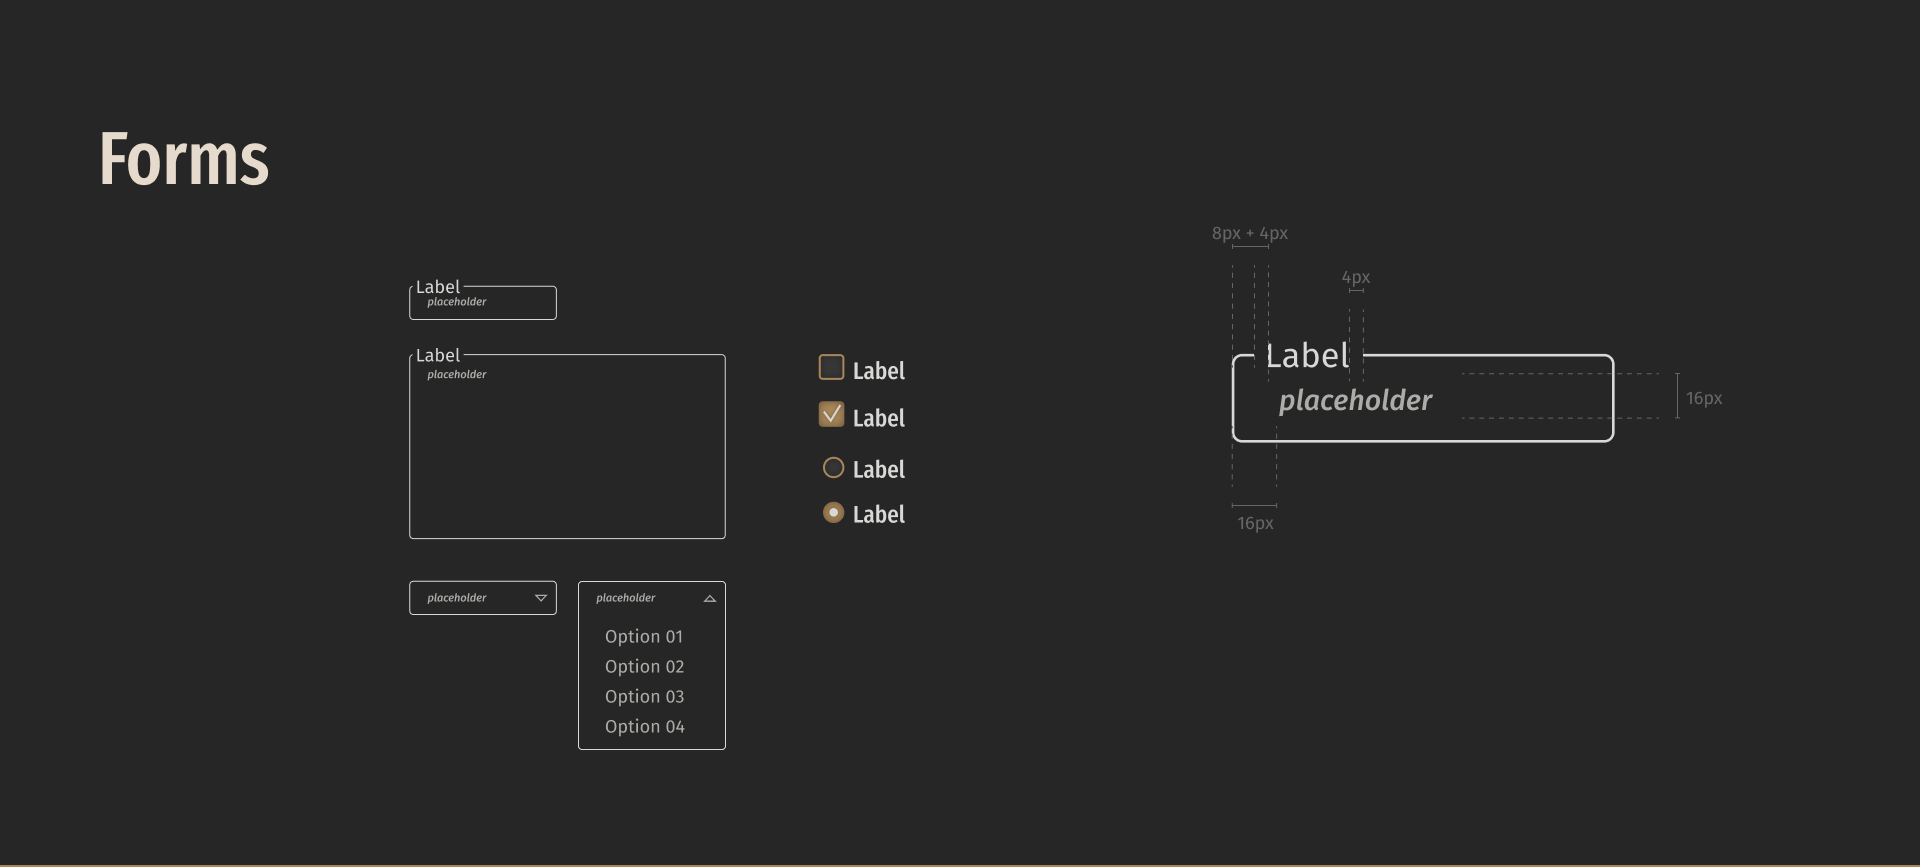 Forms
Label
placeholder
Label
placeholder
placeholder
placeholder
Option 01
Option 02
Option 03
Option 04
Label
Label
Label
Label
8px + 4px
4px
Label
placeholder
16px
16px